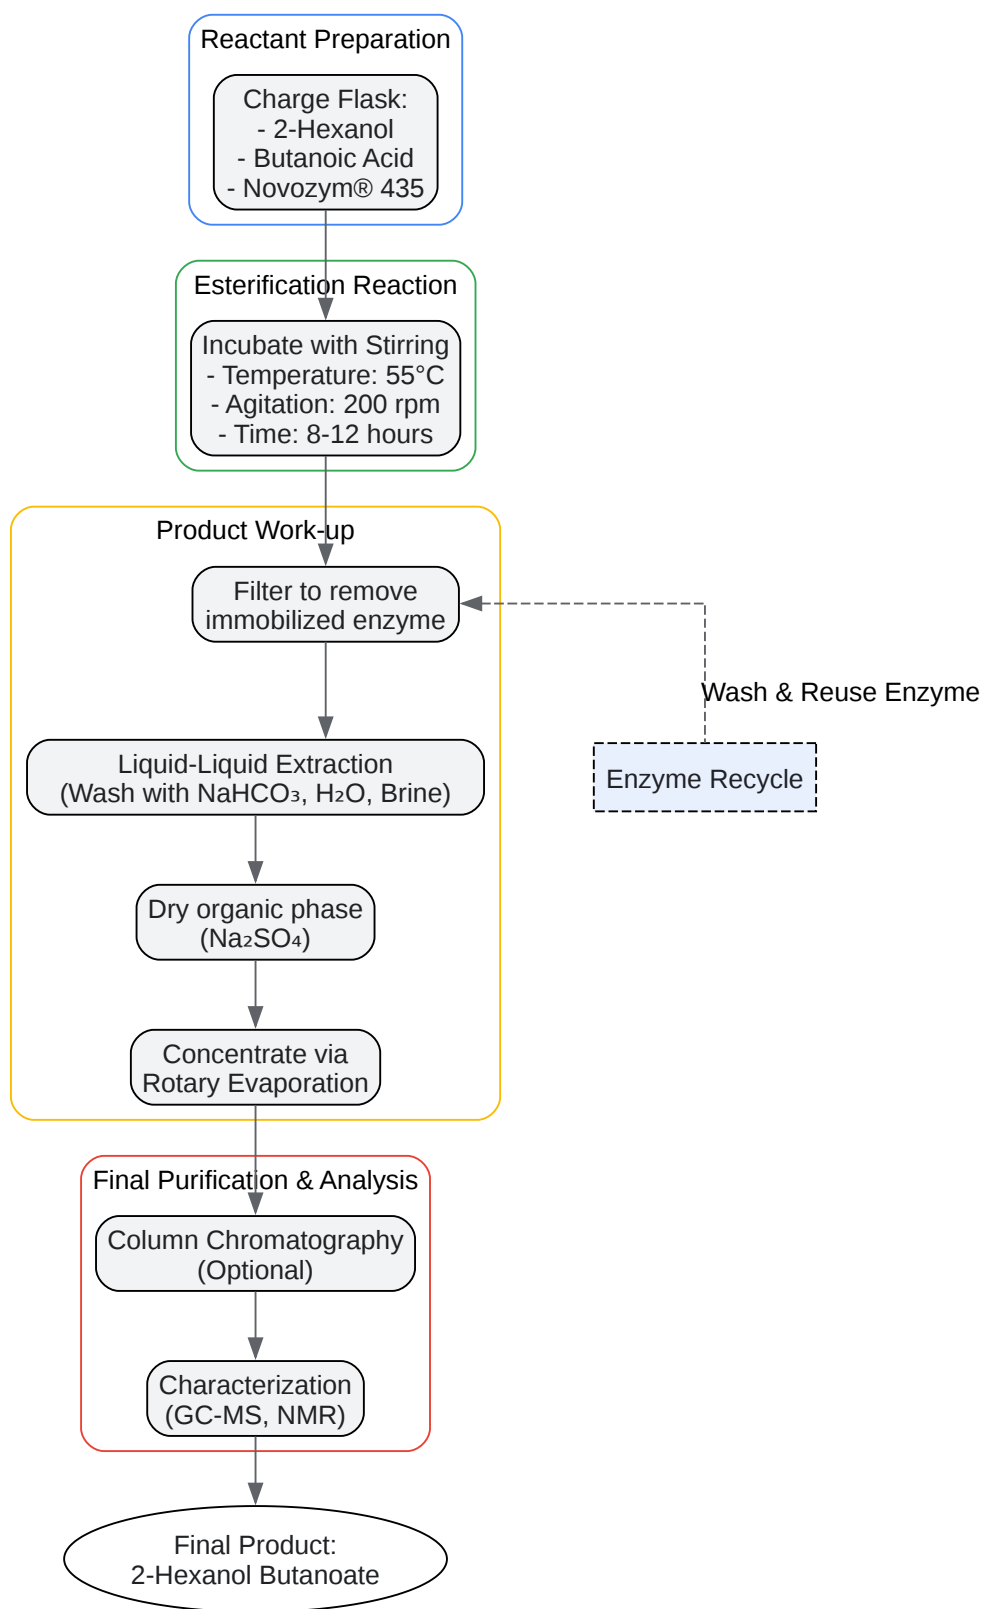 Reactant Preparation
Charge Flask:
- 2-Hexanol
- Butanoic Acid
- Novozym® 435
Esterification Reaction
Incubate with Stirring
- Temperature: 55°C
- Agitation: 200 rpm
- Time: 8-12 hours
Product Work-up
Filter to remove
immobilized enzyme
Wash & Reuse Enzyme
Enzyme Recycle
Liquid-Liquid Extraction
(Wash with NaHCO₃, H₂O, Brine)
Dry organic phase
(Na₂SO₄)
Concentrate via
Rotary Evaporation
Final Purification & Analysis
Column Chromatography
(Optional)
Characterization
(GC-MS, NMR)
Final Product:
2-Hexanol Butanoate